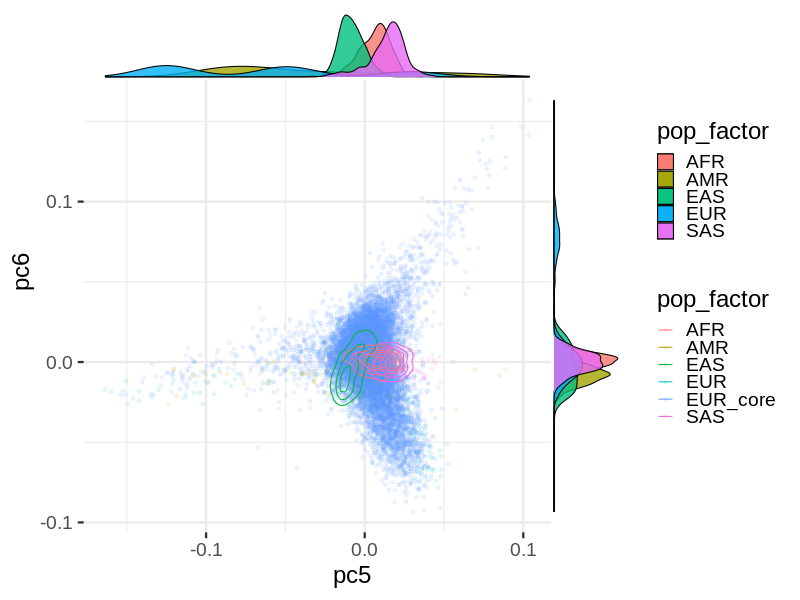 pop_factor
AFR
AMR
EAS
EUR
SAS
pop_factor
AFR
AMR
EAS
EUR
EUR_core
SAS
pc6
0.1
0.0
-0.1
-0.1
0.0
0.1
pc5